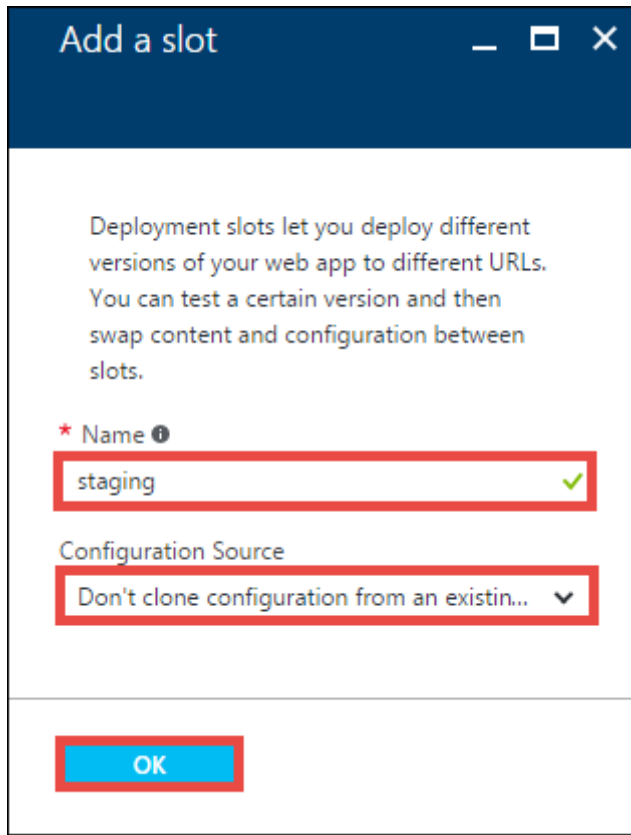 Add a slot
Deployment slots let you deploy different
versions of your web app to different URLs.
You can test a certain version and then
swap content and configuration between
slots.
* Name
staging
Configuration Source
Don't clone configuration from an existin...
OK